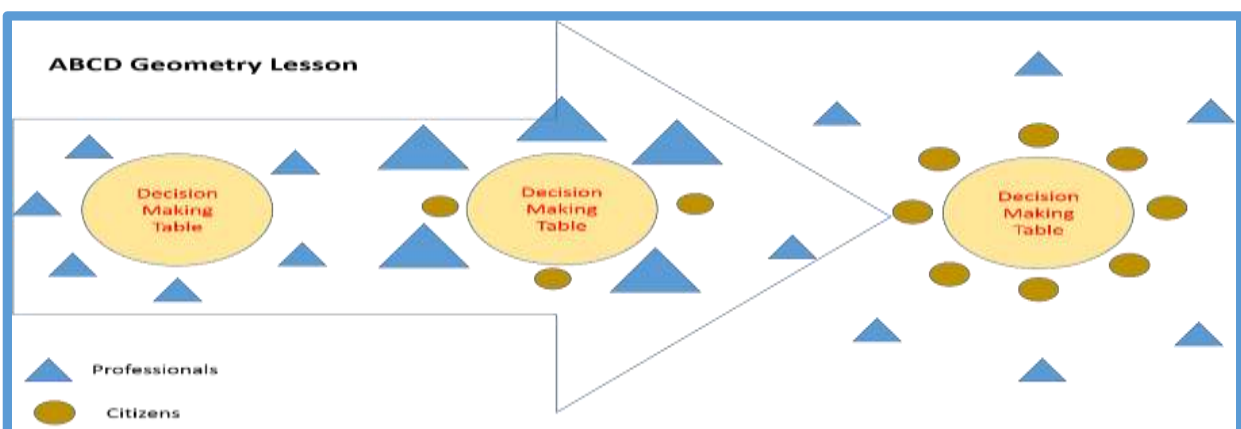 ABCD Geometry Lesson
Decision
Making
Table
Decision
Making
Table
Decision
Making
Table
Professionals
Citizens